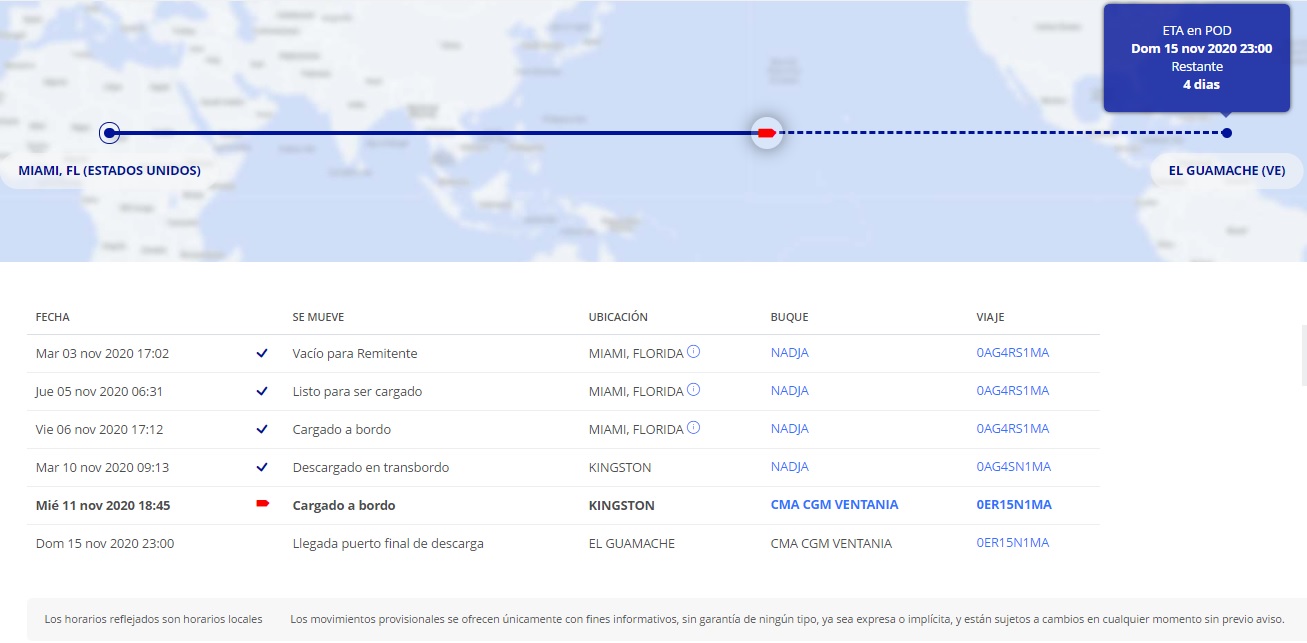 ETA en POD
Dom 15 nov 2020 23:00
Restante
4 dias
MIAMI, FL (ESTADOS UNIDOS)
EL GUAMACHE (VE)
FECHA SE MUEVE UBICACIÓN BUQUE VIAJE
Mar 03 nov 2020 17:02 Vacío para Remitente MIAMI, FLORIDA NADJA 0AG4RS1MA
Jue 05 nov 2020 06:31 Listo para ser cargado MIAMI, FLORIDA NADJA 0AG4RS1MA
Vie 06 nov 2020 17:12 Cargado a bordo MIAMI, FLORIDA NADJA 0AG4RS1MA
Mar 10 nov 2020 09:13 Descargado en transbordo KINGSTON NADJA 0AG4SN1MA
Mié 11 nov 2020 18:45 Cargado a bordo KINGSTON CMA CGM VENTANIA 0ER15N1MA
Dom 15 nov 2020 23:00 Llegada puerto final de descarga EL GUAMACHE CMA CGM VENTANIA 0ER15N1MA
Los horarios reflejados son horarios locales Los movimientos provisionales se ofrecen únicamente con fines informativos, sin garantía de ningún tipo, ya sea expresa o implícita, y están sujetos a cambios en cualquier momento sin previo aviso.